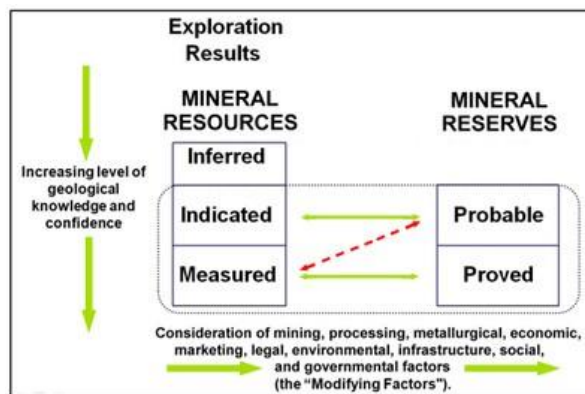 Exploration
Results
MINERAL
RESOURCES
MINERAL
RESERVES
Increasing level of
geological
knowledge and
confidence
Inferred
Indicated
Probable
Measured
Proved
Consideration of mining, processing, metallurgical, economic,
marketing, legal, environmental, infrastructure, social,
and governmental factors
(the “Modifying Factors”).